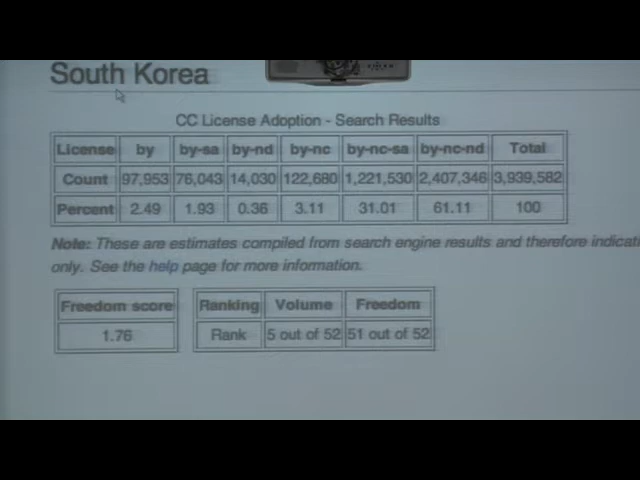 South Korea
CC License Adoption - Search Results
License by by-sa by-nd by-nc by-nc-sa by-nc-nd Total
Count 97,953 76,043 14,030 122,680 1,221,530 2,407,346 3,939,582
Percent 2.49 1.93 0.36 3.11 31.01 61.11 100
Note: These are estimates compiled from search engine results and therefore indicati
only. See the help page for more information.
Freedom score Ranking Volume Freedom
1.76 Rank 5 out of 52 51 out of 52